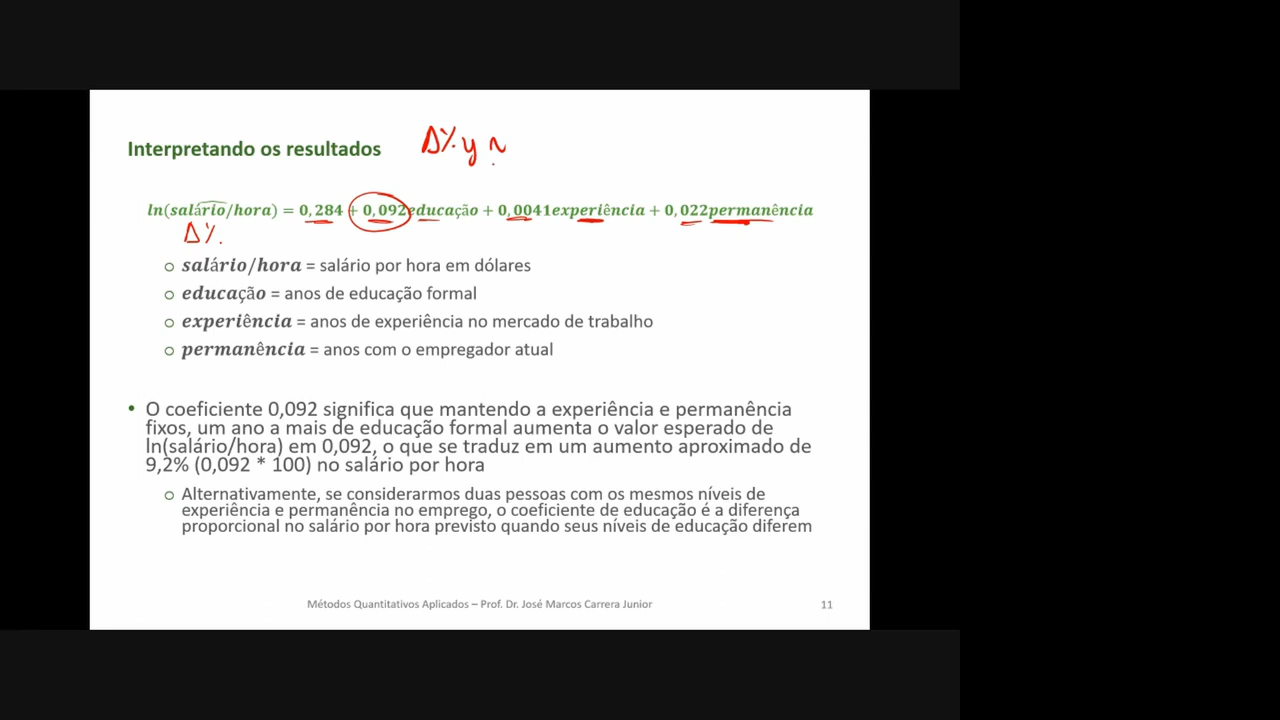 Interpretando os resultados Δ% y ~
ln(salário/hora) = 0,284 + 0,092educação + 0,0041experiência + 0,022permanência
Δ%
○ salário/hora = salário por hora em dólares
○ educação = anos de educação formal
○ experiência = anos de experiência no mercado de trabalho
○ permanência = anos com o empregador atual
• O coeficiente 0,092 significa que mantendo a experiência e permanência
fixos, um ano a mais de educação formal aumenta o valor esperado de
ln(salário/hora) em 0,092, o que se traduz em um aumento aproximado de
9,2% (0,092 * 100) no salário por hora
○ Alternativamente, se considerarmos duas pessoas com os mesmos níveis de
experiência e permanência no emprego, o coeficiente de educação é a diferença
proporcional no salário por hora previsto quando seus níveis de educação diferem
Métodos Quantitativos Aplicados – Prof. Dr. José Marcos Carrera Junior 11